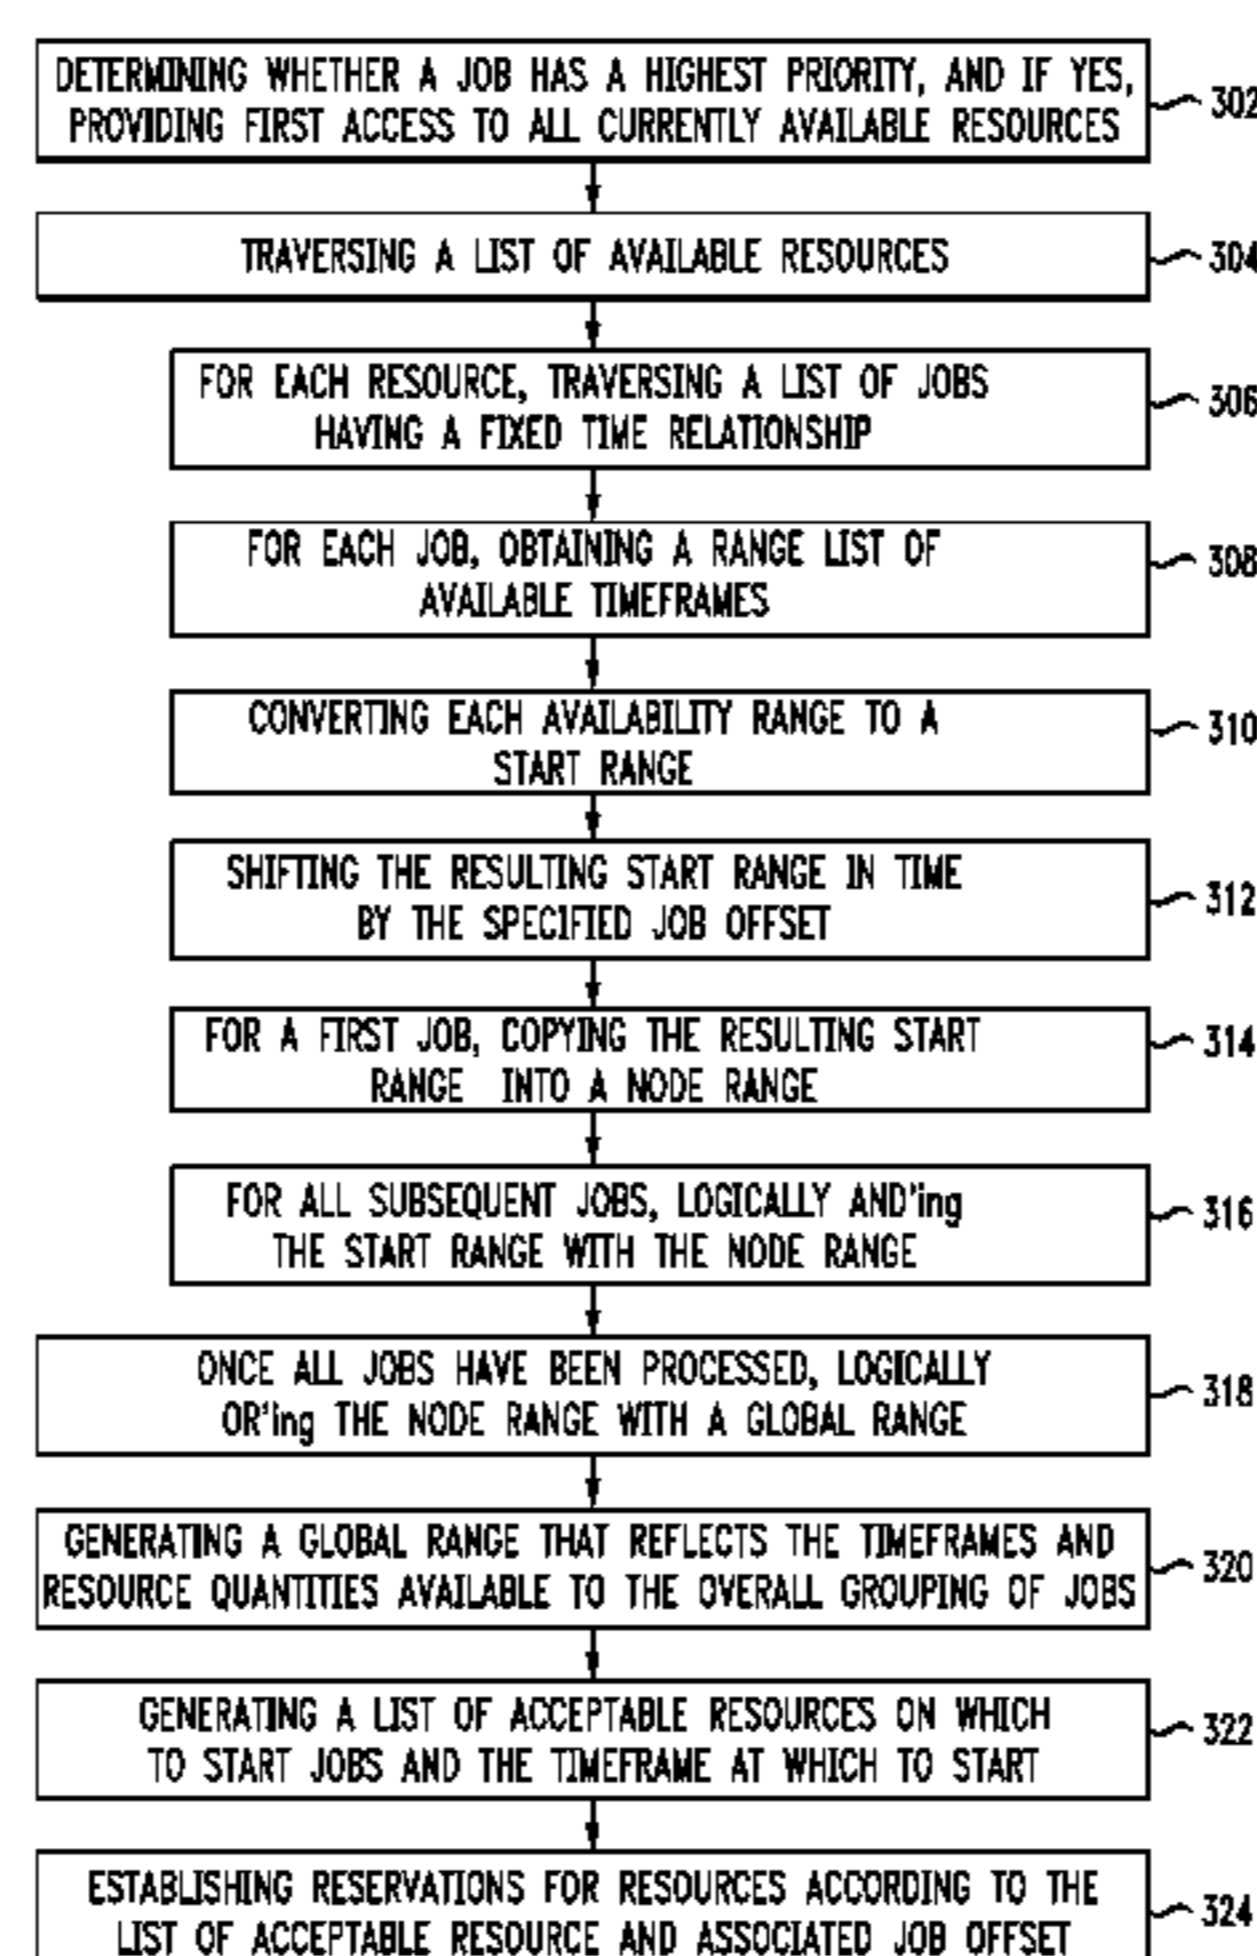 DETERMINING WHETHER A JOB HAS A HIGHEST PRIORITY, AND IF YES,
PROVIDING FIRST ACCESS TO ALL CURRENTLY AVAILABLE RESOURCES
302
TRAVERSING A LIST OF AVAILABLE RESOURCES
304
FOR EACH RESOURCE, TRAVERSING A LIST OF JOBS
HAVING A FIXED TIME RELATIONSHIP
306
FOR EACH JOB, OBTAINING A RANGE LIST OF
AVAILABLE TIMEFRAMES
308
CONVERTING EACH AVAILABILITY RANGE TO A
START RANGE
310
SHIFTING THE RESULTING START RANGE IN TIME
BY THE SPECIFIED JOB OFFSET
312
FOR A FIRST JOB, COPYING THE RESULTING START
RANGE INTO A NODE RANGE
314
FOR ALL SUBSEQUENT JOBS, LOGICALLY AND'ing
THE START RANGE WITH THE NODE RANGE
316
ONCE ALL JOBS HAVE BEEN PROCESSED, LOGICALLY
OR'ing THE NODE RANGE WITH A GLOBAL RANGE
318
GENERATING A GLOBAL RANGE THAT REFLECTS THE TIMEFRAMES AND
RESOURCE QUANTITIES AVAILABLE TO THE OVERALL GROUPING OF JOBS
320
GENERATING A LIST OF ACCEPTABLE RESOURCES ON WHICH
TO START JOBS AND THE TIMEFRAME AT WHICH TO START
322
ESTABLISHING RESERVATIONS FOR RESOURCES ACCORDING TO THE
LIST OF ACCEPTABLE RESOURCE AND ASSOCIATED JOB OFFSET
324